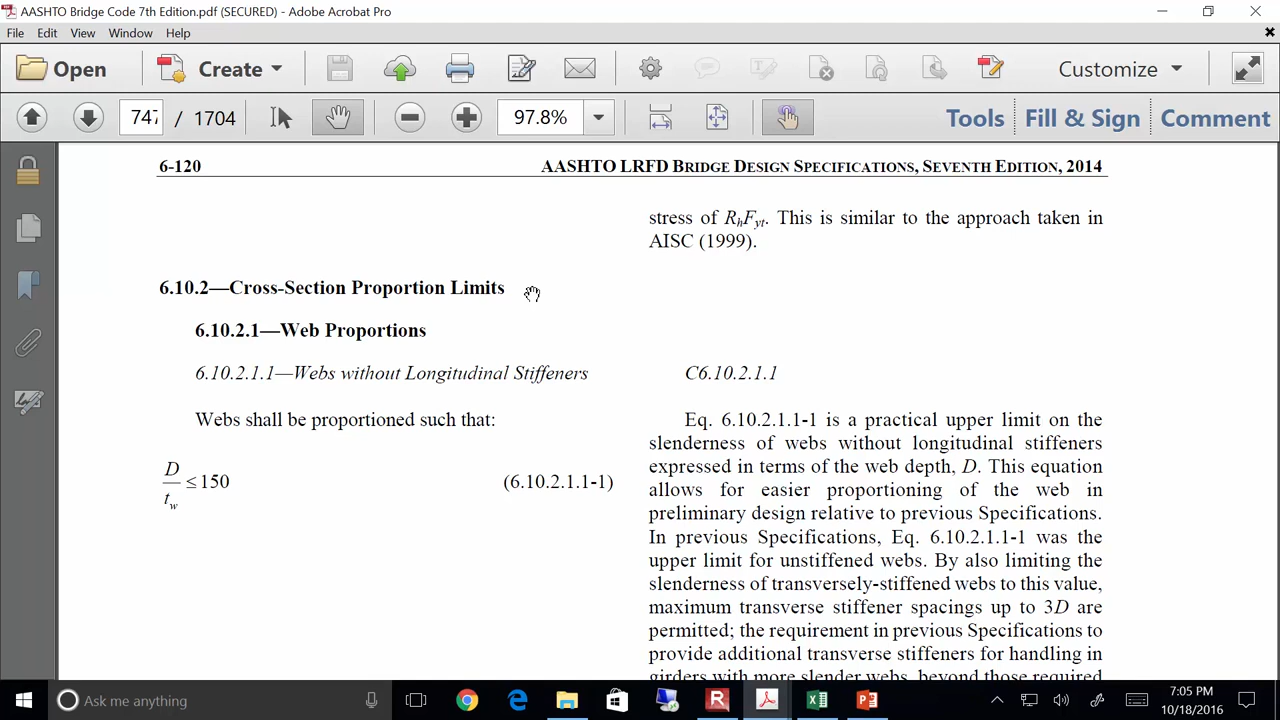 AASHTO Bridge Code 7th Edition.pdf (SECURED) - Adobe Acrobat Pro
File Edit View Window Help
Open Create Customize
747 / 1704 97.8% Tools Fill & Sign Comment
6-120 AASHTO LRFD BRIDGE DESIGN SPECIFICATIONS, SEVENTH EDITION, 2014
stress of RhFyt. This is similar to the approach taken in
AISC (1999).
6.10.2—Cross-Section Proportion Limits
6.10.2.1—Web Proportions
6.10.2.1.1—Webs without Longitudinal Stiffeners
Webs shall be proportioned such that:
D/tw ≤ 150 (6.10.2.1.1-1)
C6.10.2.1.1
Eq. 6.10.2.1.1-1 is a practical upper limit on the
slenderness of webs without longitudinal stiffeners
expressed in terms of the web depth, D. This equation
allows for easier proportioning of the web in
preliminary design relative to previous Specifications.
In previous Specifications, Eq. 6.10.2.1.1-1 was the
upper limit for unstiffened webs. By also limiting the
slenderness of transversely-stiffened webs to this value,
maximum transverse stiffener spacings up to 3D are
permitted; the requirement in previous Specifications to
provide additional transverse stiffeners for handling in
girders with more slender webs, beyond those required
Ask me anything
7:05 PM
10/18/2016